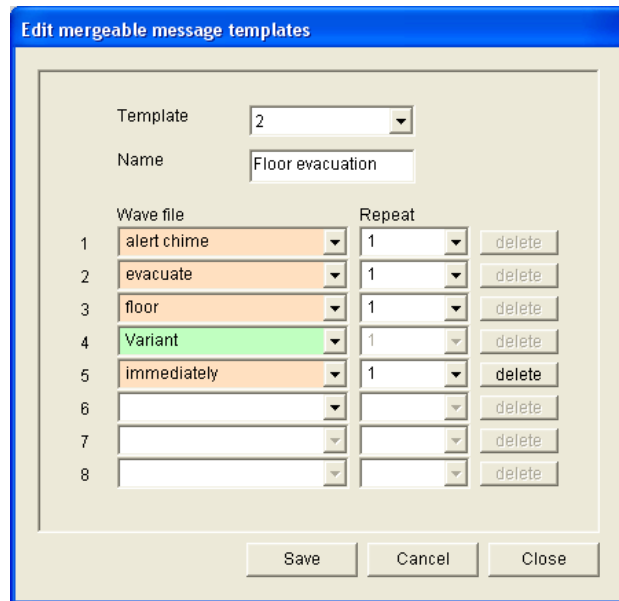 Edit mergeable message templates
Template 2
Name Floor evacuation
Wave file Repeat
1 alert chime 1 delete
2 evacuate 1 delete
3 floor 1 delete
4 Variant 1 delete
5 immediately 1 delete
6 delete
7 delete
8 delete
Save Cancel Close